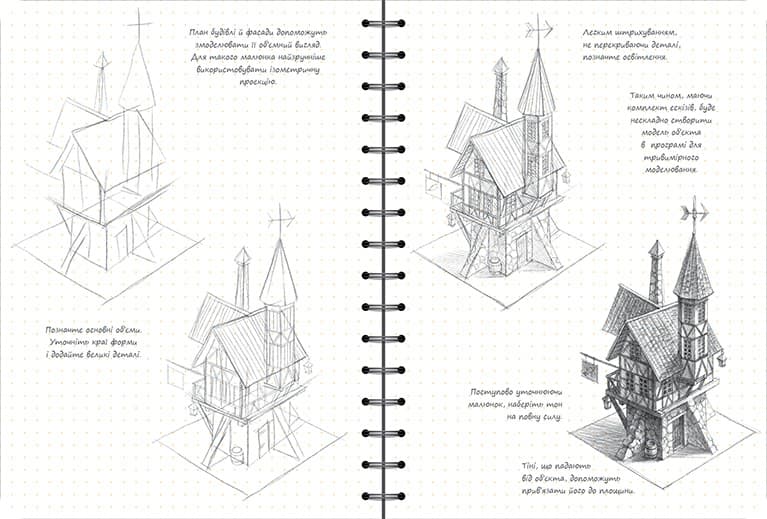 План будівлі й фасади допоможуть
змоделювати її об'ємний вигляд.
Для такого малюнка найзручніше
використовувати ізометричну
проєкцію.
Позначте основні об'єми.
Уточніть краї форми
і додайте великі деталі.
Легким штрихуванням,
не перекриваючи деталі,
позначте освітлення.
Таким чином, маючи
комплект ескізів, буде
нескладно створити
модель об'єкта
в програмі для
тривимірного
моделювання.
Поступово уточнюючи
малюнок, наберіть тон
на повну силу.
Тіні, що падають
від об'єкта, допоможуть
прив'язати його до площини.